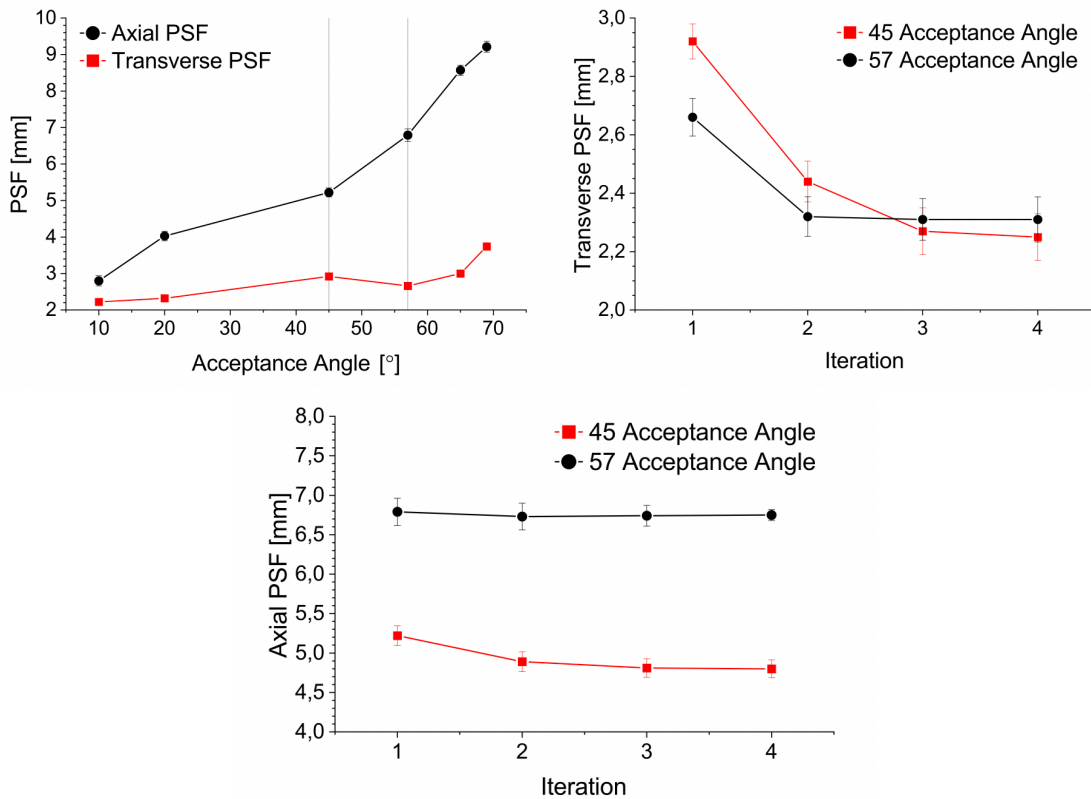 10
9
8
7
6
5
4
3
2
PSF [mm]
Axial PSF
Transverse PSF
10 20 30 40 50 60 70
Acceptance Angle [°]
3,0
2,8
2,6
2,4
2,2
2,0
Transverse PSF [mm]
45 Acceptance Angle
57 Acceptance Angle
1 2 3 4
Iteration
8,0
7,5
7,0
6,5
6,0
5,5
5,0
4,5
4,0
Axial PSF [mm]
45 Acceptance Angle
57 Acceptance Angle
1 2 3 4
Iteration